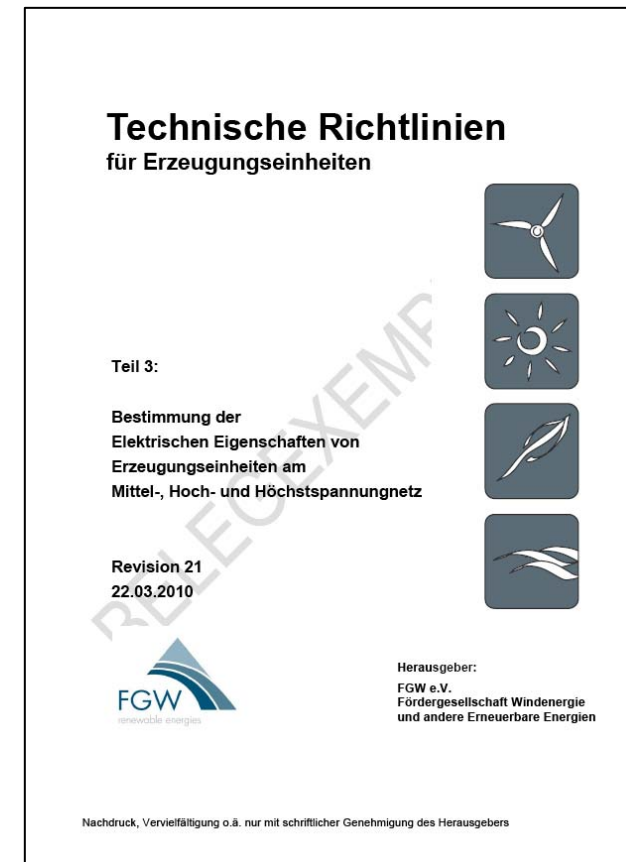 Technische Richtlinien
für Erzeugungseinheiten
Teil 3:
Bestimmung der
Elektrischen Eigenschaften von
Erzeugungseinheiten am
Mittel-, Hoch- und Höchstspannungnetz
Revision 21
22.03.2010
BELEGEXEMP
FGW
renewable energies
Herausgeber:
FGW e.V.
Fördergesellschaft Windenergie
und andere Erneuerbare Energien
Nachdruck, Vervielfältigung o.ä. nur mit schriftlicher Genehmigung des Herausgebers